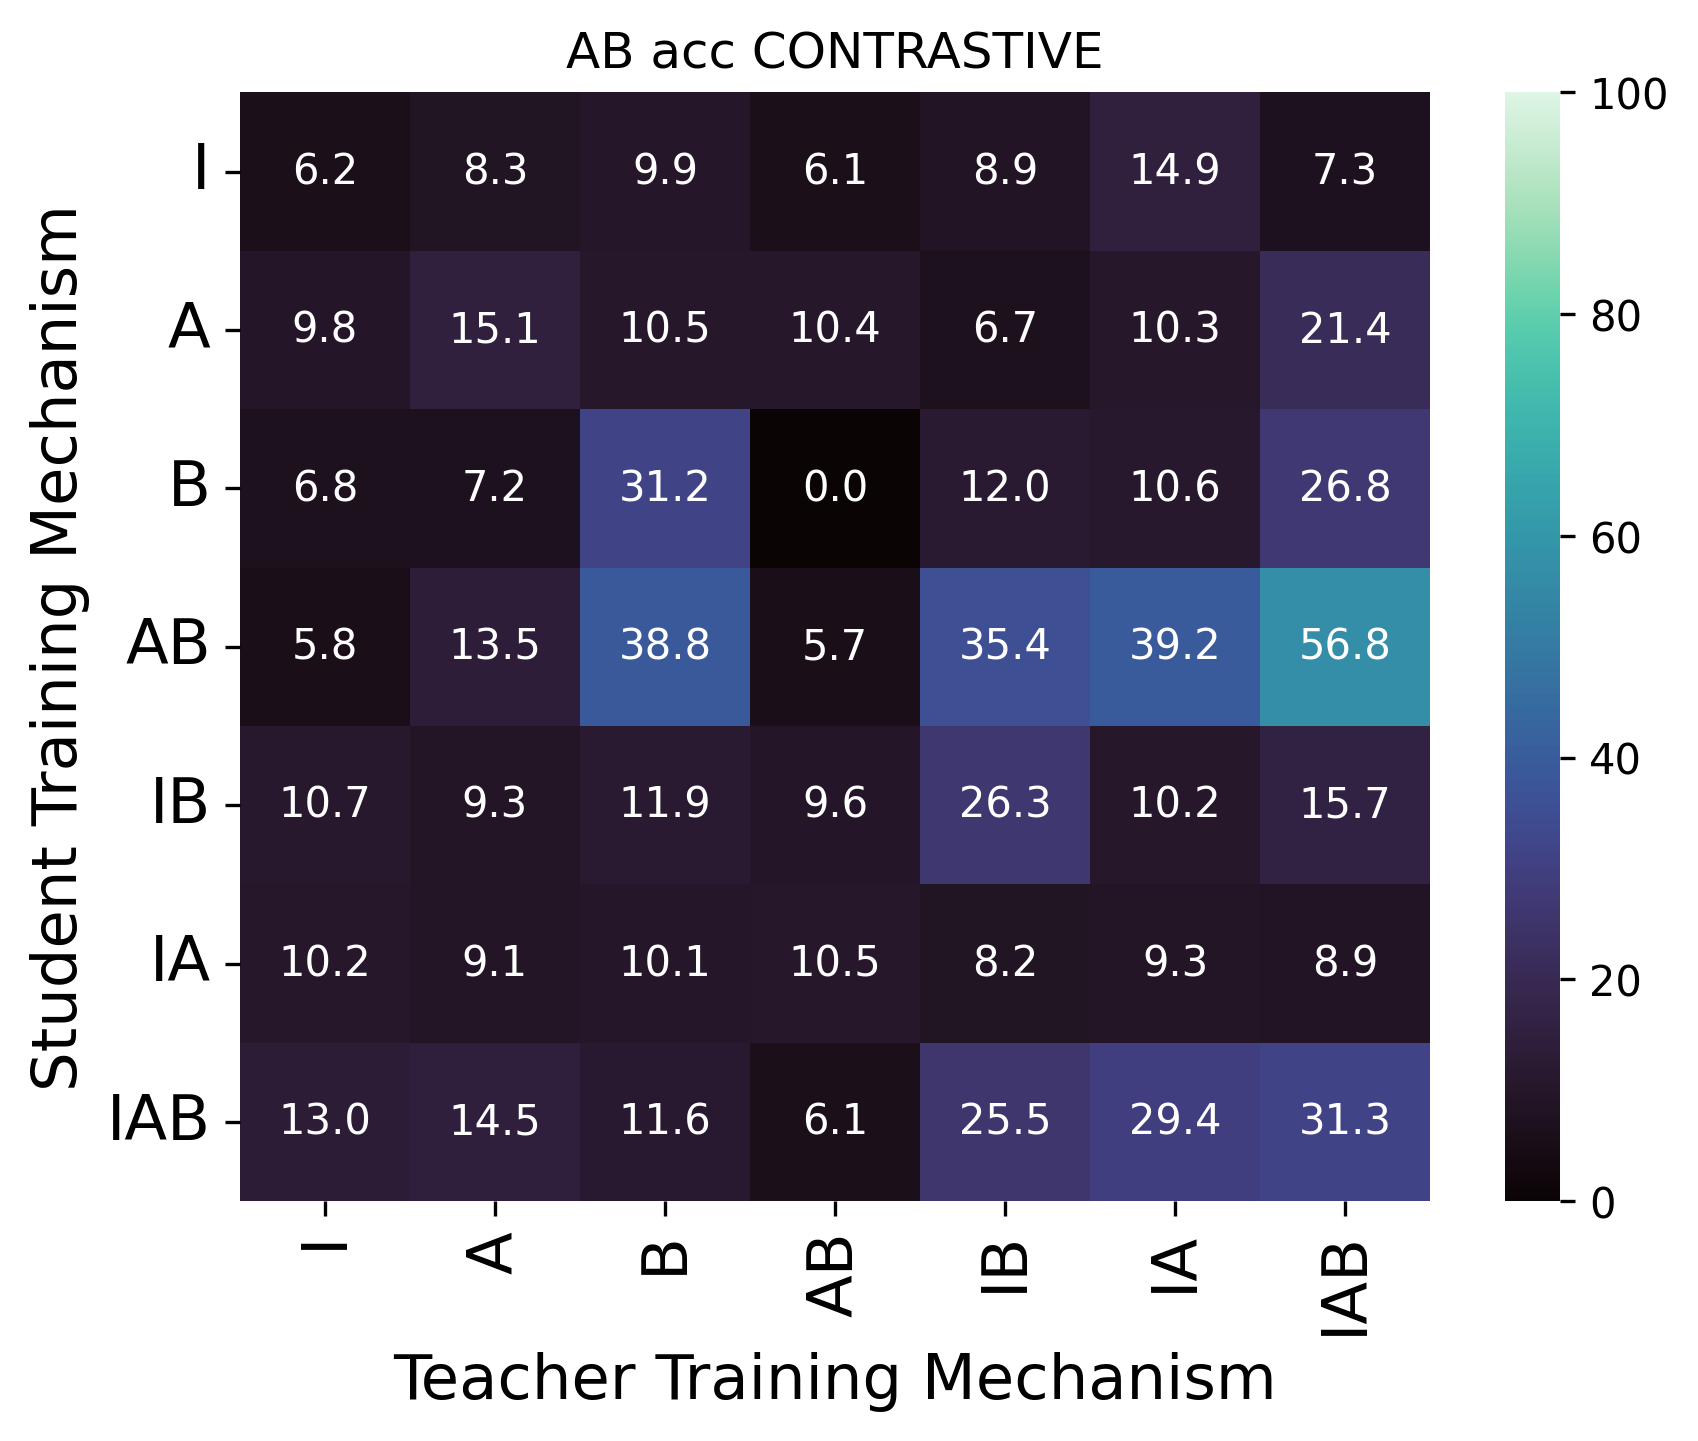 AB acc CONTRASTIVE
Student Training Mechanism
I 6.2 8.3 9.9 6.1 8.9 14.9 7.3
A 9.8 15.1 10.5 10.4 6.7 10.3 21.4
B 6.8 7.2 31.2 0.0 12.0 10.6 26.8
AB 5.8 13.5 38.8 5.7 35.4 39.2 56.8
IB 10.7 9.3 11.9 9.6 26.3 10.2 15.7
IA 10.2 9.1 10.1 10.5 8.2 9.3 8.9
IAB 13.0 14.5 11.6 6.1 25.5 29.4 31.3
I A B AB IB IA IAB
Teacher Training Mechanism
100
80
60
40
20
0